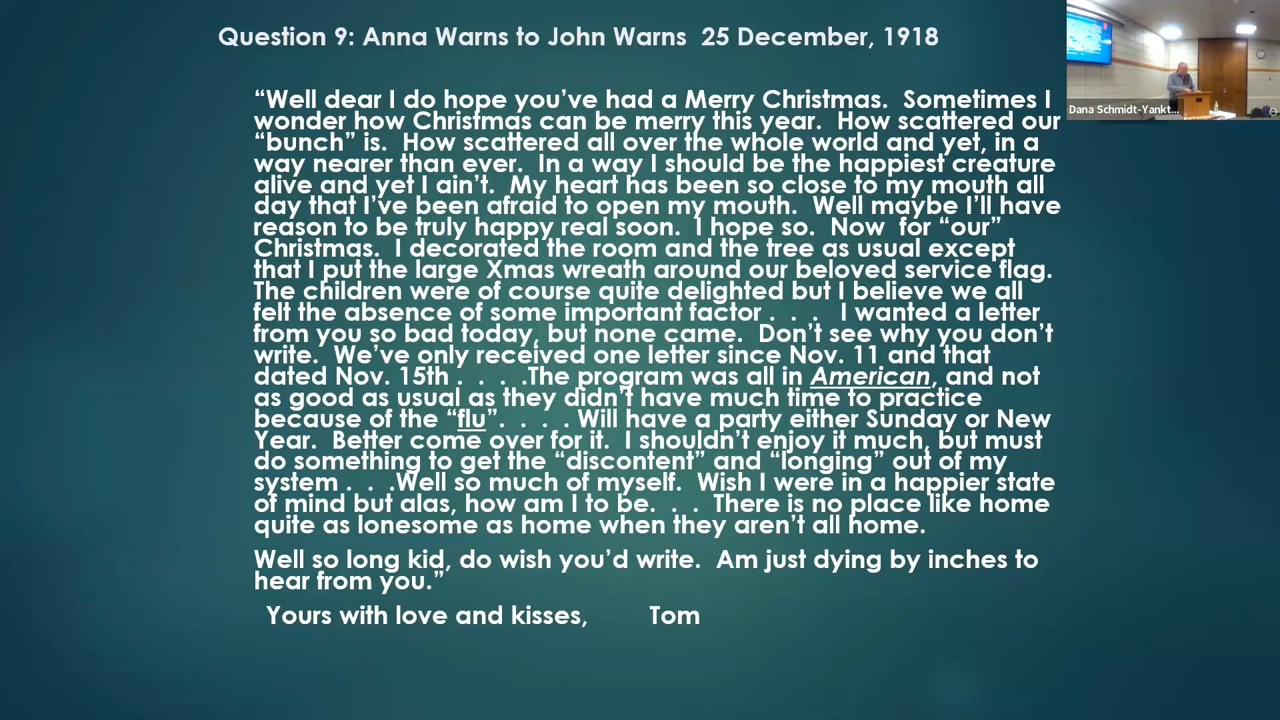 Question 9: Anna Warns to John Warns  25 December, 1918
“Well dear I do hope you’ve had a Merry Christmas.  Sometimes I
wonder how Christmas can be merry this year.  How scattered our
“bunch” is.  How scattered all over the whole world and yet, in a
way nearer than ever.  In a way I should be the happiest creature
alive and yet I ain’t.  My heart has been so close to my mouth all
day that I’ve been afraid to open my mouth.  Well maybe I’ll have
reason to be truly happy real soon.  I hope so.  Now  for “our”
Christmas.  I decorated the room and the tree as usual except
that I put the large Xmas wreath around our beloved service flag.
The children were of course quite delighted but I believe we all
felt the absence of some important factor .  .  .   I wanted a letter
from you so bad today, but none came.  Don’t see why you don’t
write.  We’ve only received one letter since Nov. 11 and that
dated Nov. 15th .  .  .  .The program was all in American, and not
as good as usual as they didn’t have much time to practice
because of the “flu”.  .  .  . Will have a party either Sunday or New
Year.  Better come over for it.  I shouldn’t enjoy it much, but must
do something to get the “discontent” and “longing” out of my
system .  .  .Well so much of myself.  Wish I were in a happier state
of mind but alas, how am I to be.  .  .  There is no place like home
quite as lonesome as home when they aren’t all home.
Well so long kid, do wish you’d write.  Am just dying by inches to
hear from you.”
Yours with love and kisses,        Tom
Dana Schmidt-Yankt...